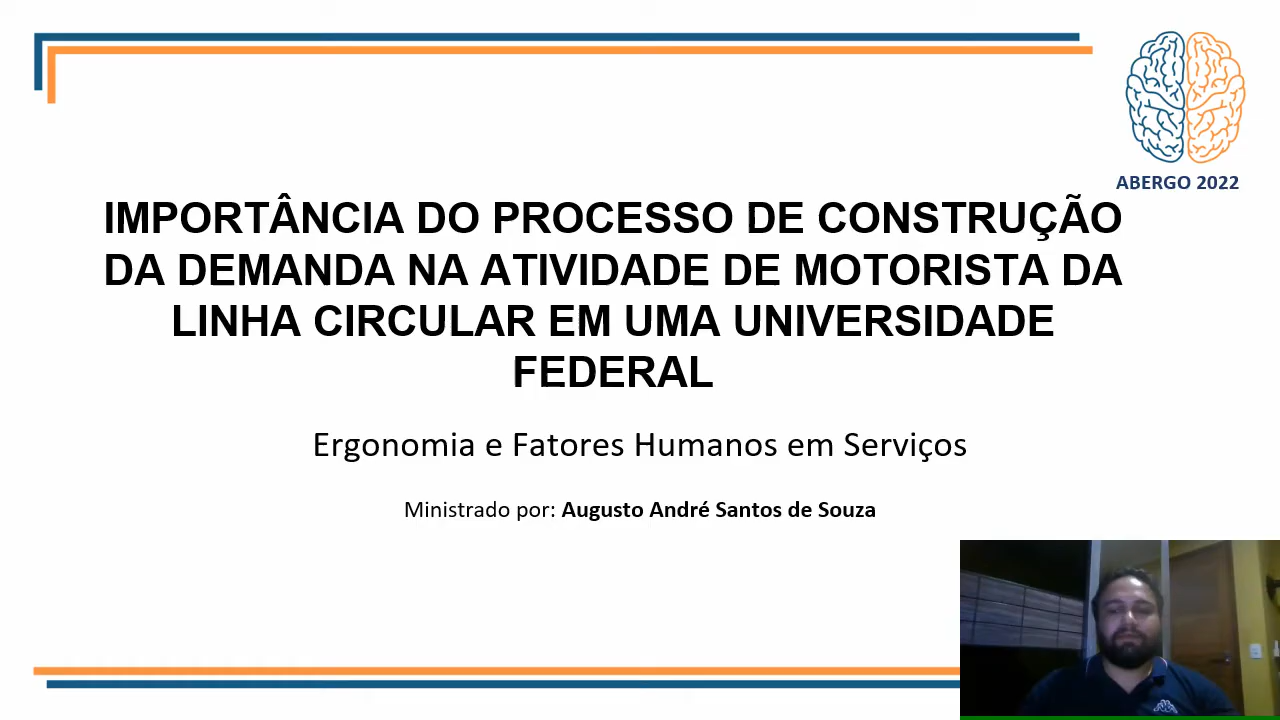 ABERGO 2022
IMPORTÂNCIA DO PROCESSO DE CONSTRUÇÃO
DA DEMANDA NA ATIVIDADE DE MOTORISTA DA
LINHA CIRCULAR EM UMA UNIVERSIDADE
FEDERAL
Ergonomia e Fatores Humanos em Serviços
Ministrado por: Augusto André Santos de Souza